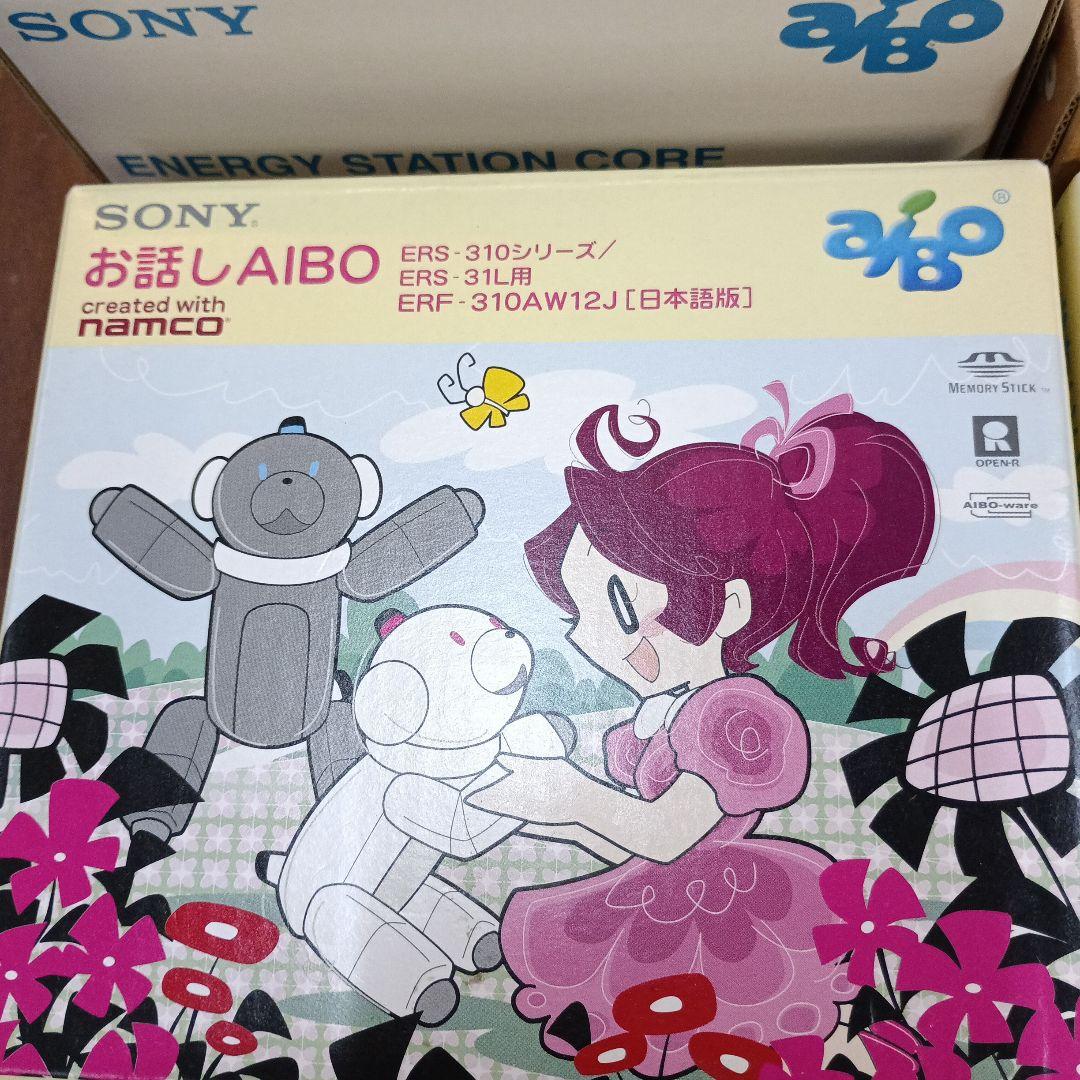 SONY
aiBo
ENERGY STATION CORE
SONY®
お話しAIBO
created with
namco®
ERS-310シリーズ/
ERS-31L用
ERF-310AW12J[日本語版]
aiBo®
MEMORY STICK™
R
OPEN-R
AIBO-ware